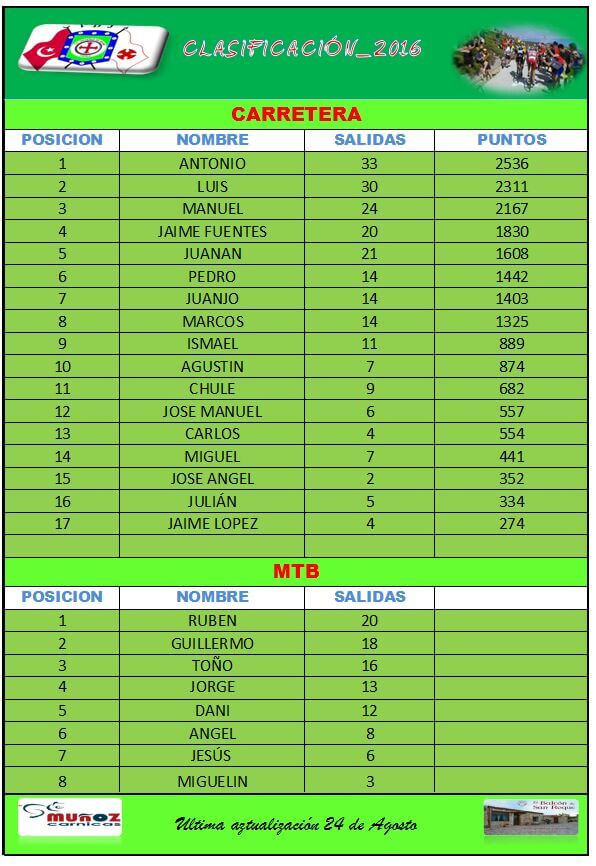 CLASIFICACIÓN_2016
CARRETERA
POSICION NOMBRE SALIDAS PUNTOS
1 ANTONIO 33 2536
2 LUIS 30 2311
3 MANUEL 24 2167
4 JAIME FUENTES 20 1830
5 JUANAN 21 1608
6 PEDRO 14 1442
7 JUANJO 14 1403
8 MARCOS 14 1325
9 ISMAEL 11 889
10 AGUSTIN 7 874
11 CHULE 9 682
12 JOSE MANUEL 6 557
13 CARLOS 4 554
14 MIGUEL 7 441
15 JOSE ANGEL 2 352
16 JULIÁN 5 334
17 JAIME LOPEZ 4 274
MTB
POSICION NOMBRE SALIDAS
1 RUBEN 20
2 GUILLERMO 18
3 TOÑO 16
4 JORGE 13
5 DANI 12
6 ANGEL 8
7 JESÚS 6
8 MIGUELIN 3
MUÑOZ
carnicas
Ultima aztualización 24 de Agosto
El Balcón de
San Roque